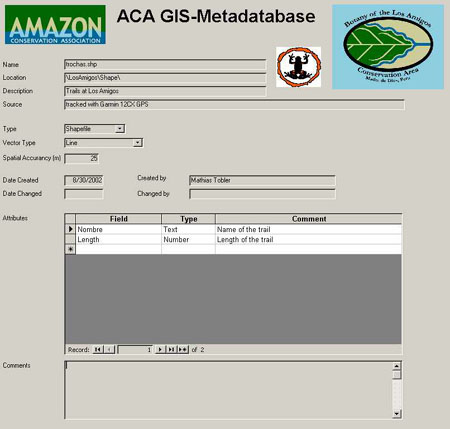 AMAZON
CONSERVATION ASSOCIATION
ACA GIS-Metadatabase
Botany of the Los Amigos
Conservation Area
Madre de Dios, Perú
Name trochas.shp
Location \LosAmigos\Shape\
Description Trails at Los Amigos
Source tracked with Garmin 12CX GPS
Type Shapefile
Vector Type Line
Spatial Accurancy (m) 25
Date Created 8/30/2002 Created by Mathias Tobler
Date Changed Changed by
Attributes Field Type Comment
Nombre Text Name of the trail
Length Number Length of the trail
Record: 1 of 2
Comments